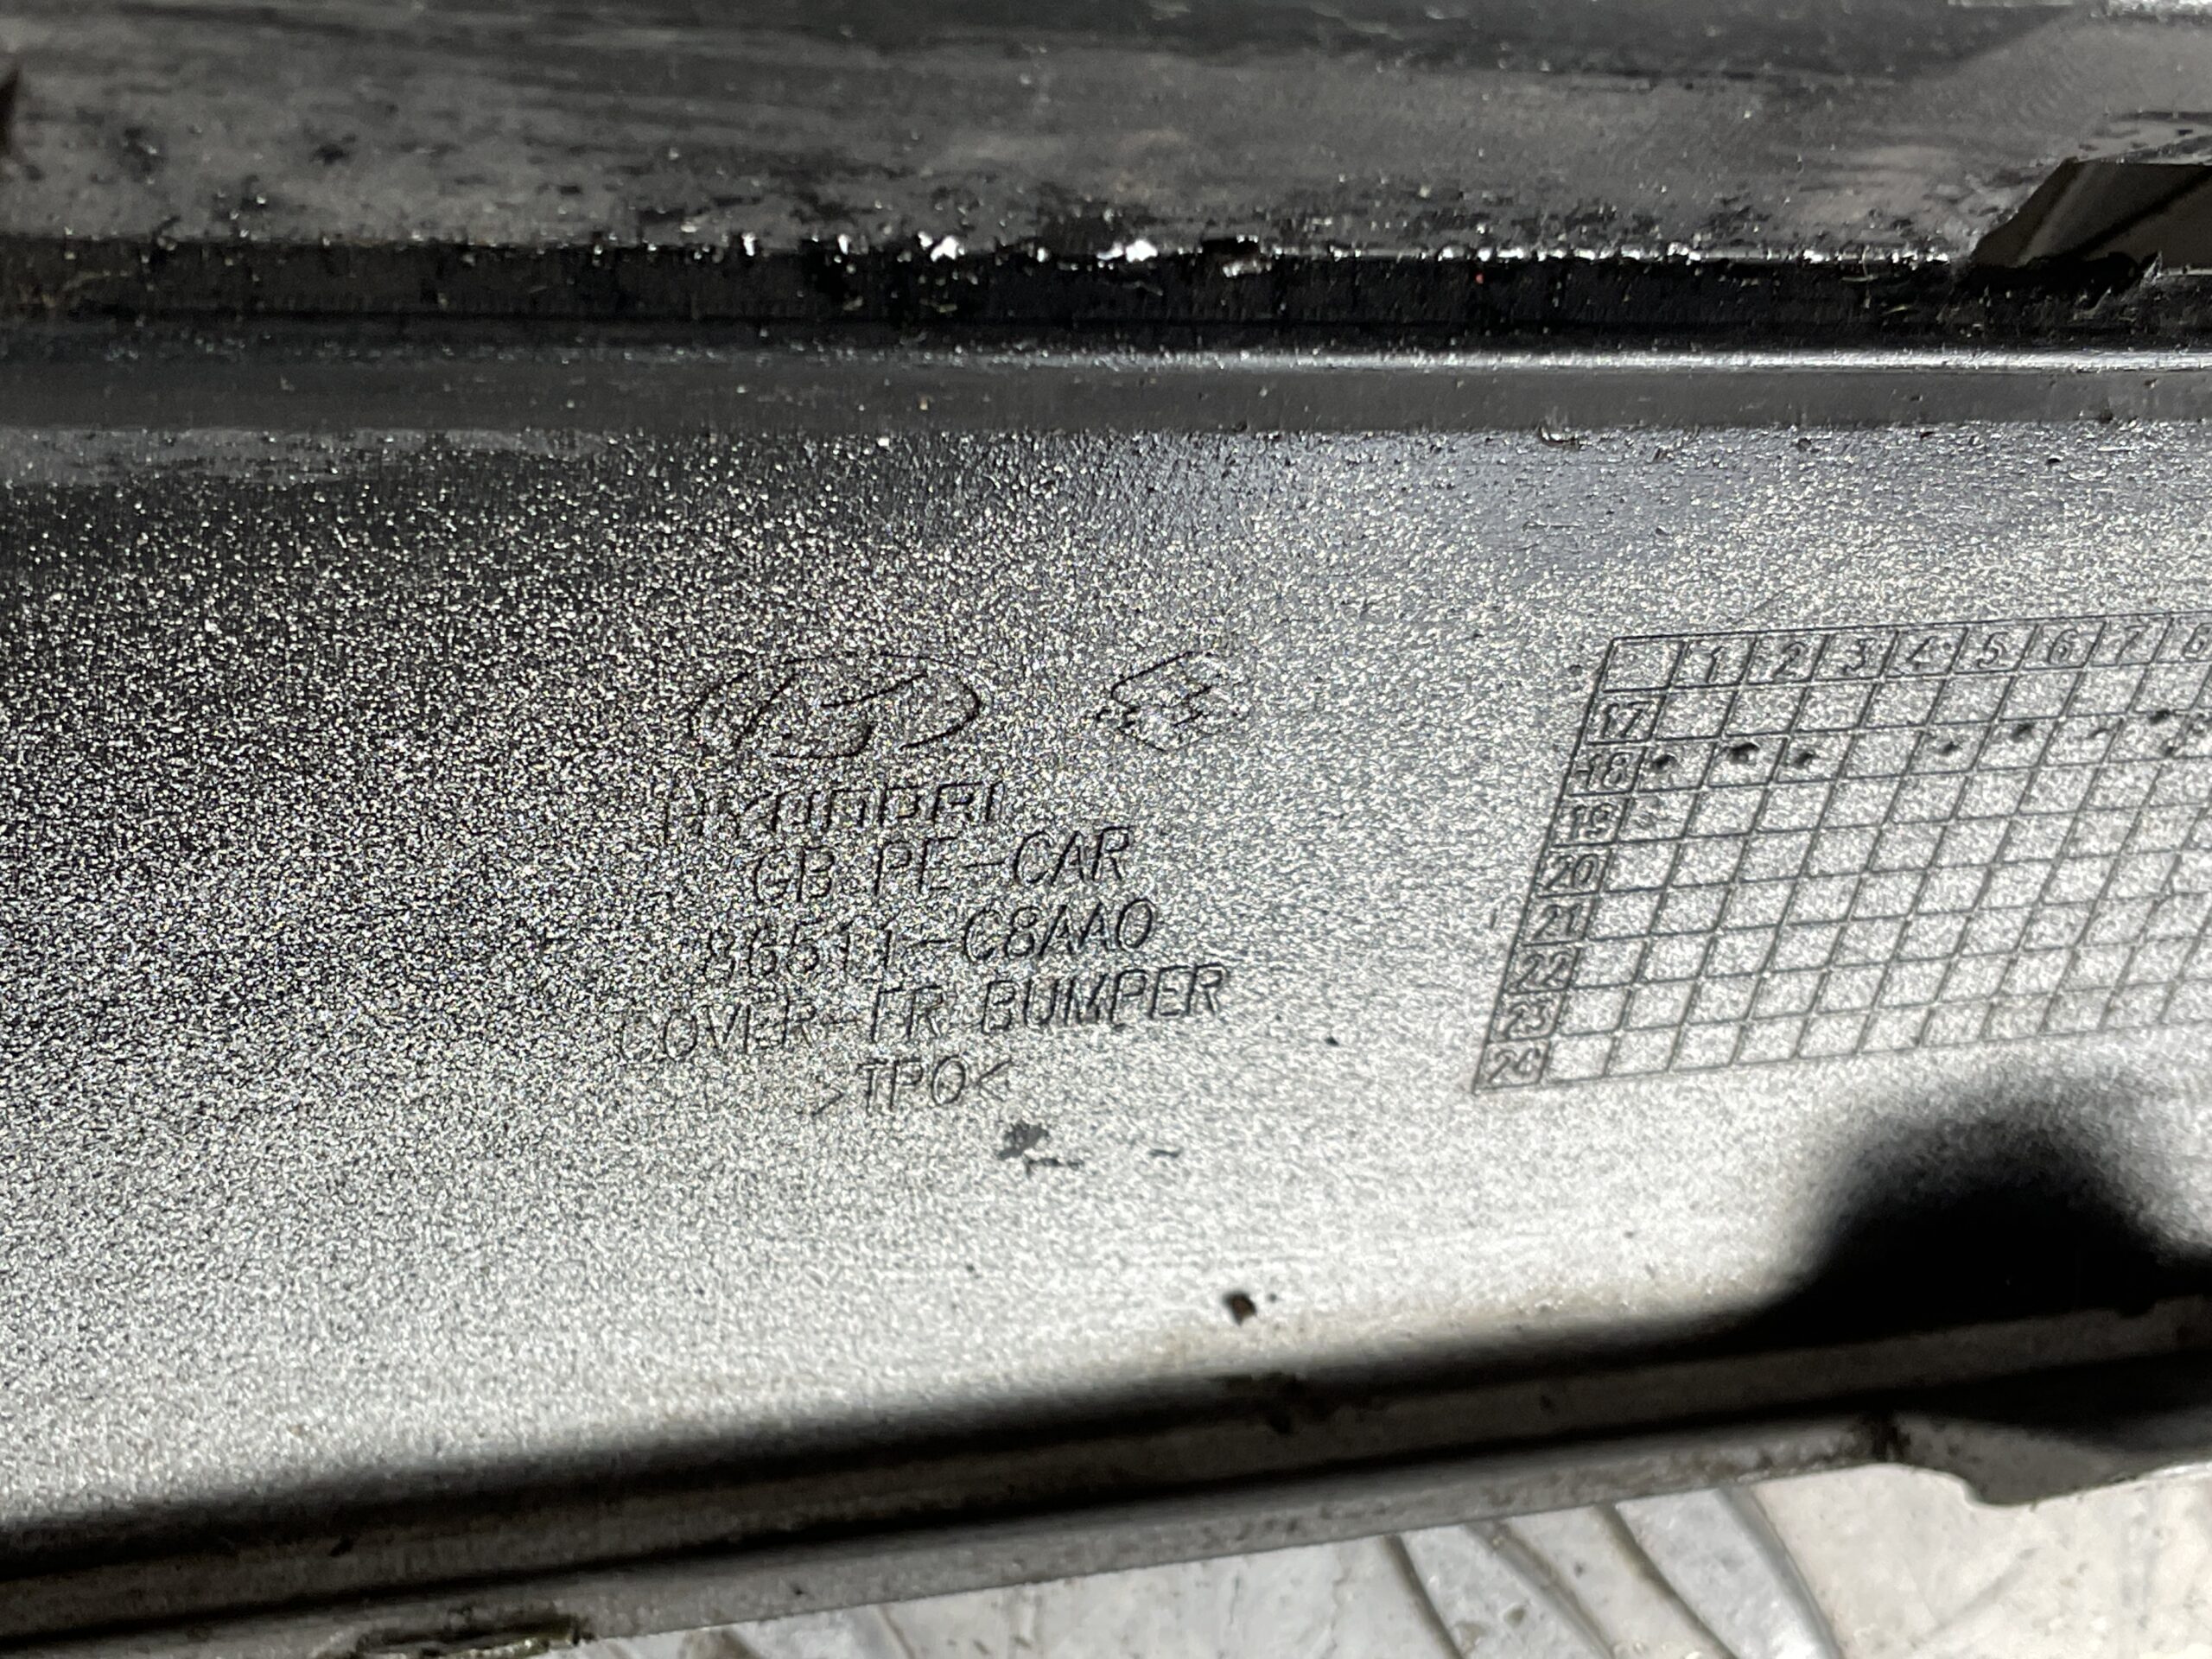 HYUNDAI
GB PE-CAR
86511-C8AA0
COVER-FR BUMPER
>TPO<
1 2 3 4 5 6 7 8
17
18
19
20
21
22
23
24